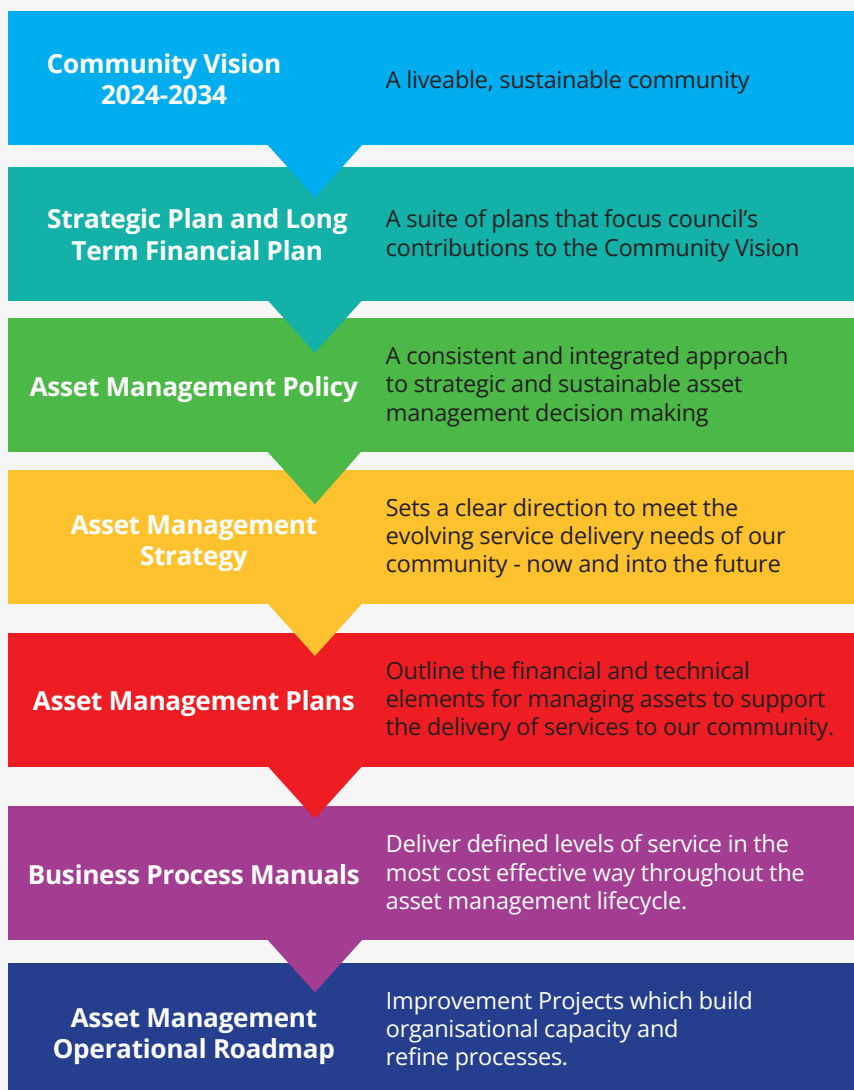 Community Vision
2024-2034
A liveable, sustainable community
Strategic Plan and Long
Term Financial Plan
A suite of plans that focus council’s
contributions to the Community Vision
Asset Management Policy
A consistent and integrated approach
to strategic and sustainable asset
management decision making
Asset Management
Strategy
Sets a clear direction to meet the
evolving service delivery needs of our
community - now and into the future
Asset Management Plans
Outline the financial and technical
elements for managing assets to support
the delivery of services to our community.
Business Process Manuals
Deliver defined levels of service in the
most cost effective way throughout the
asset management lifecycle.
Asset Management
Operational Roadmap
Improvement Projects which build
organisational capacity and
refine processes.